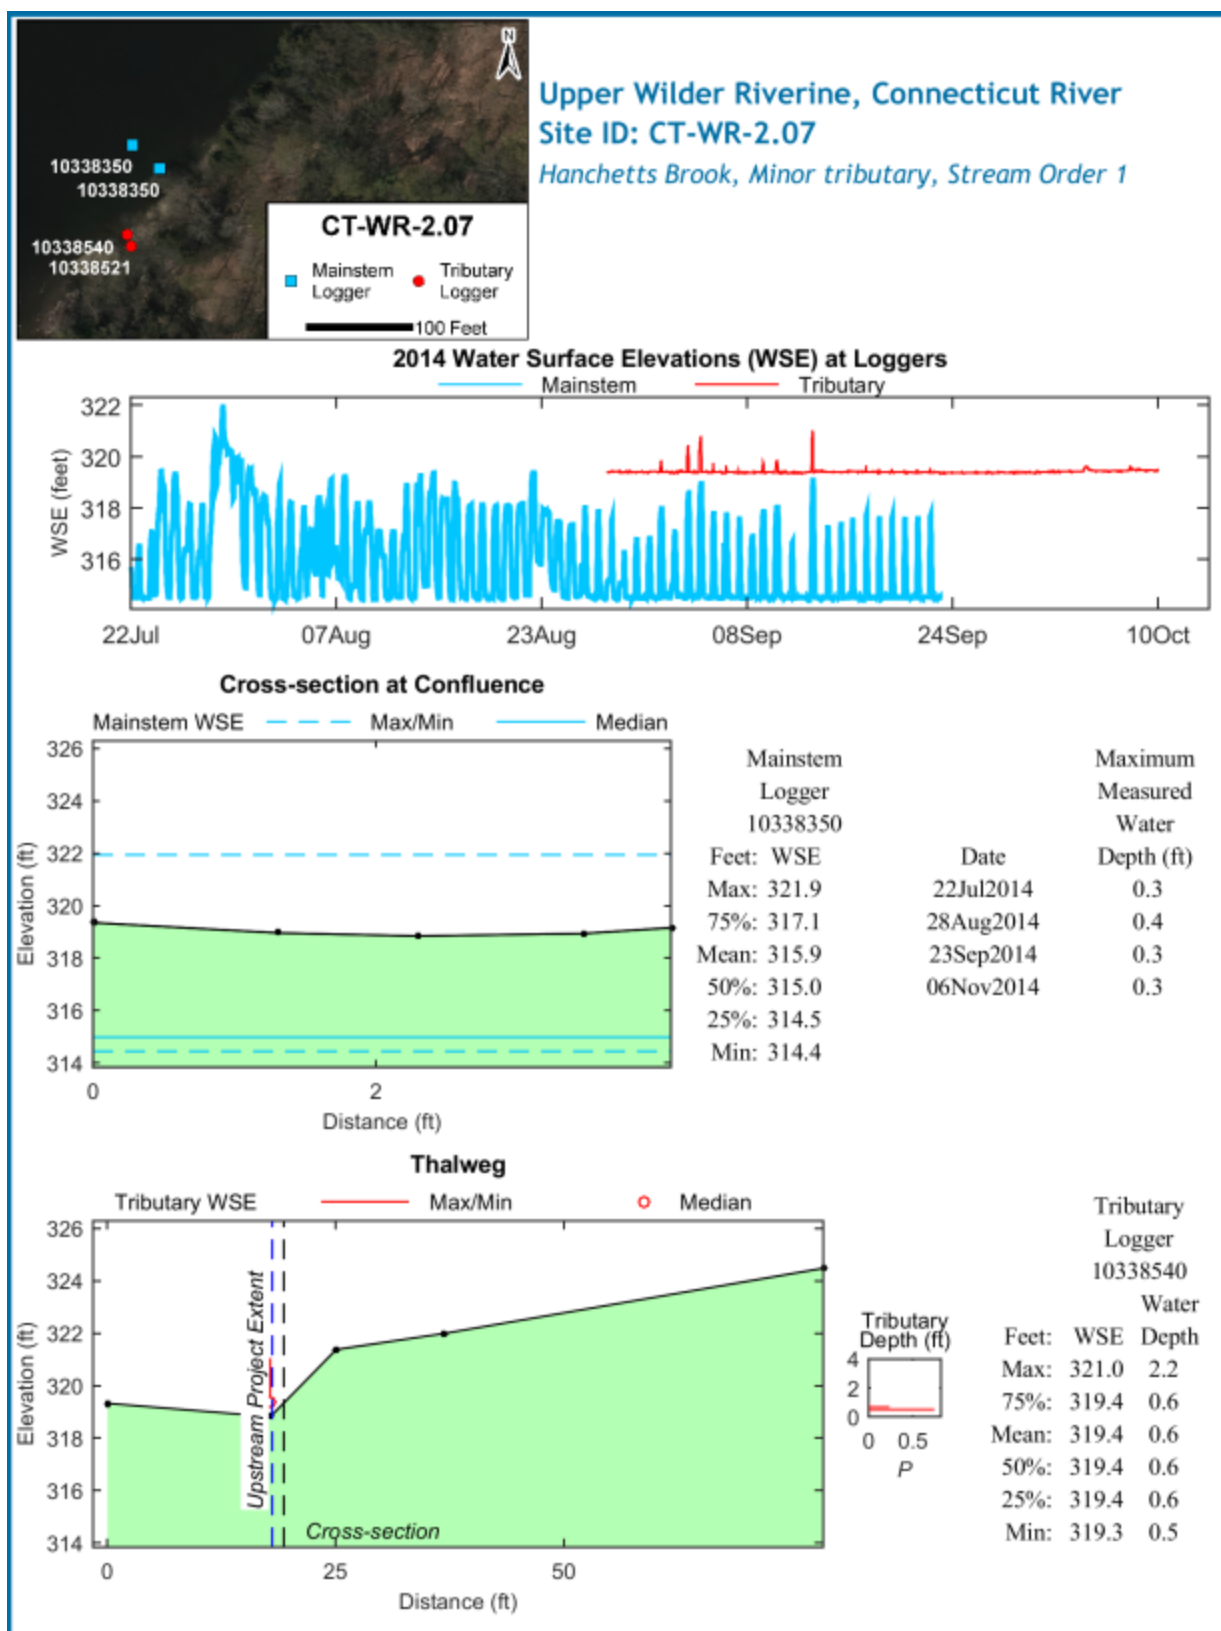 N
10338350
10338350
10338540
10338521
CT-WR-2.07
Mainstem Logger
Tributary Logger
100 Feet
Upper Wilder Riverine, Connecticut River
Site ID: CT-WR-2.07
Hanchetts Brook, Minor tributary, Stream Order 1
2014 Water Surface Elevations (WSE) at Loggers
Mainstem Tributary
WSE (feet)
322
320
318
316
22Jul 07Aug 23Aug 08Sep 24Sep 10Oct
Cross-section at Confluence
Mainstem WSE Max/Min Median
Elevation (ft)
326
324
322
320
318
316
314
0 2
Distance (ft)
Mainstem
Logger
10338350
Feet: WSE
Max: 321.9
75%: 317.1
Mean: 315.9
50%: 315.0
25%: 314.5
Min: 314.4
Maximum
Measured
Water
Date Depth (ft)
22Jul2014 0.3
28Aug2014 0.4
23Sep2014 0.3
06Nov2014 0.3
Thalweg
Tributary WSE Max/Min Median
Elevation (ft)
326
324
322
320
318
316
314
Upstream Project Extent
Cross-section
0 25 50
Distance (ft)
Tributary
Depth (ft)
4
2
0
0 0.5
P
Tributary
Logger
10338540
Water
Feet: WSE Depth
Max: 321.0 2.2
75%: 319.4 0.6
Mean: 319.4 0.6
50%: 319.4 0.6
25%: 319.4 0.6
Min: 319.3 0.5